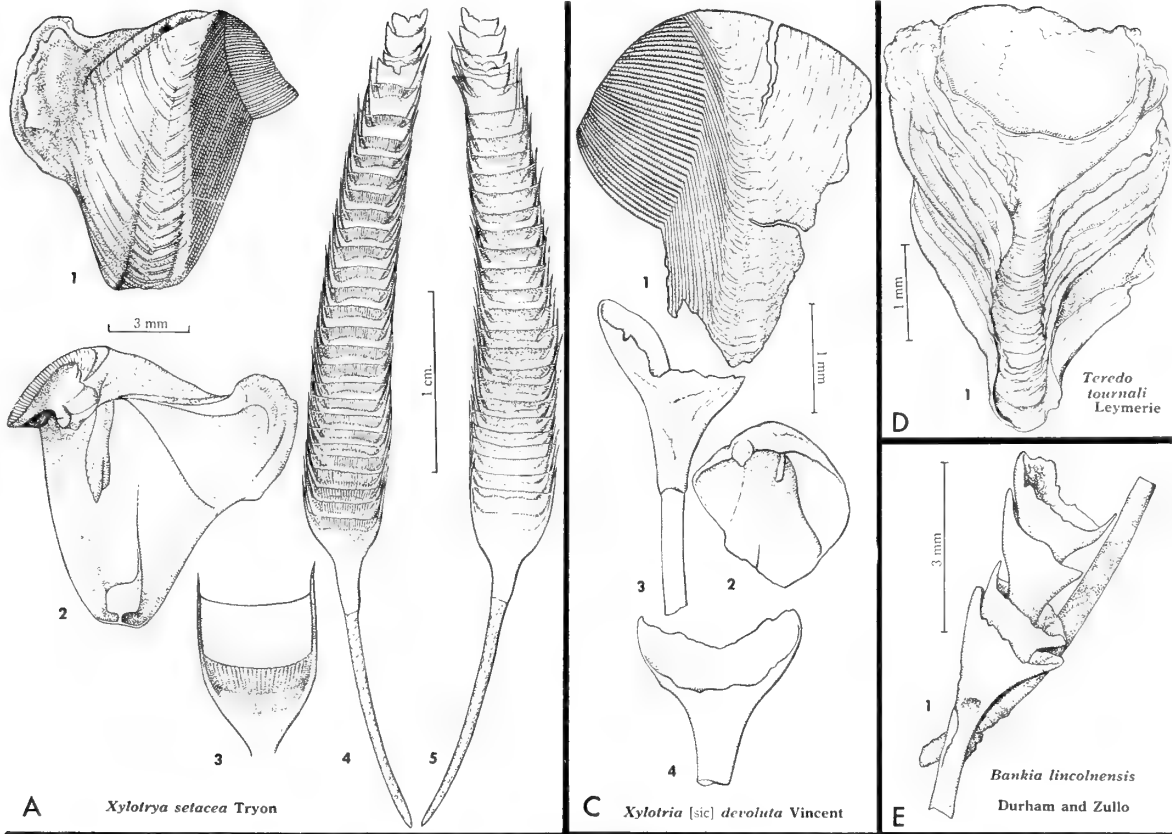 1
3 mm
2
3
4
5
1 cm.
A
Xylotrya setacea Tryon
1
1 mm
2
3
4
C
Xylotria [sic] devoluta Vincent
1 mm
1
Teredo
tournali
Leymerie
D
3 mm
1
Bankia lincolnensis
Durham and Zullo
E